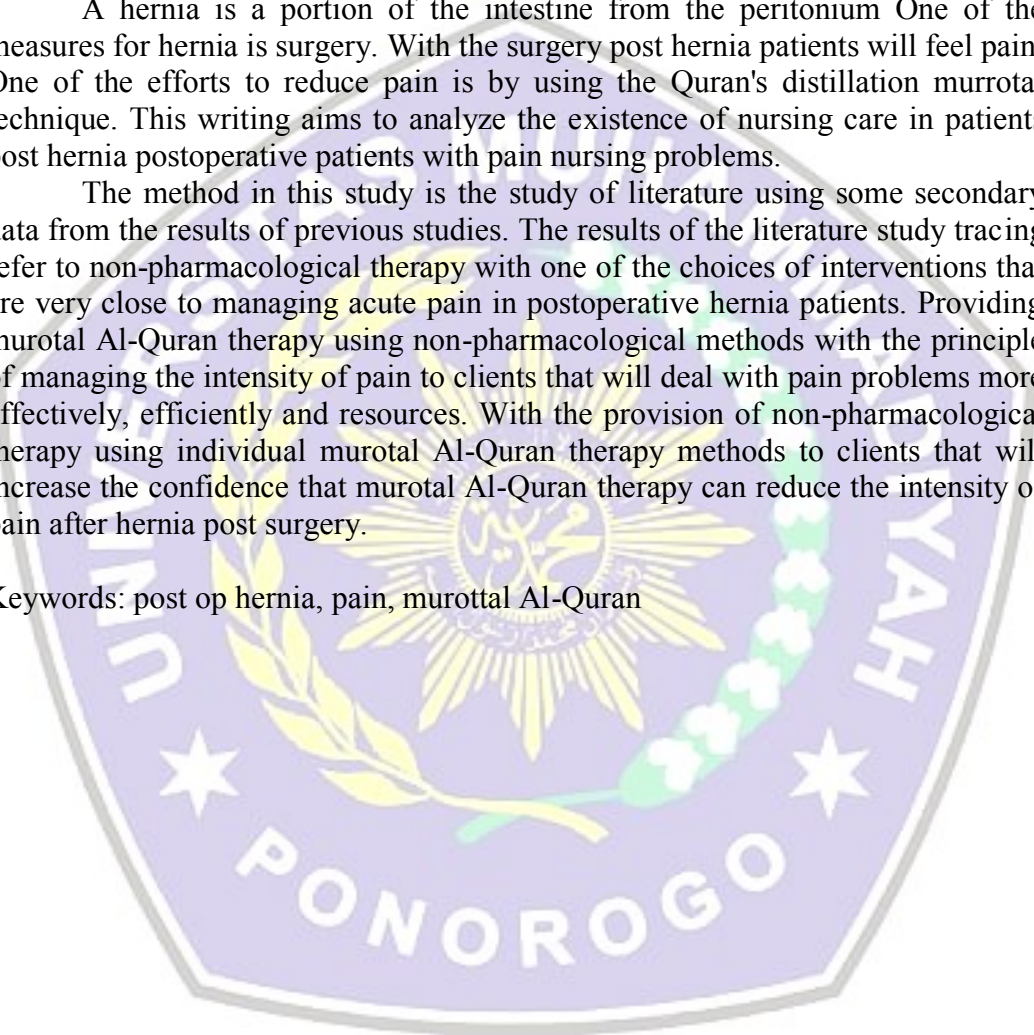 A hernia is a portion of the intestine from the peritonium One of the
measures for hernia is surgery. With the surgery post hernia patients will feel pain
One of the efforts to reduce pain is by using the Quran's distillation murrota
technique. This writing aims to analyze the existence of nursing care in patient
post hernia postoperative patients with pain nursing problems.
The method in this study is the study of literature using some secondary
data from the results of previous studies. The results of the literature study tracing
refer to non-pharmacological therapy with one of the choices of interventions tha
are very close to managing acute pain in postoperative hernia patients. Providing
murotal Al-Quran therapy using non-pharmacological methods with the principle
of managing the intensity of pain to clients that will deal with pain problems more
effectively, efficiently and resources. With the provision of non-pharmacologica
therapy using individual murotal Al-Quran therapy methods to clients that wil
increase the confidence that murotal Al-Quran therapy can reduce the intensity o
pain after hernia post surgery.
Keywords: post op hernia, pain, murottal Al-Quran
UNIVERSITAS MUHAMMADIYAH
PONOROGO